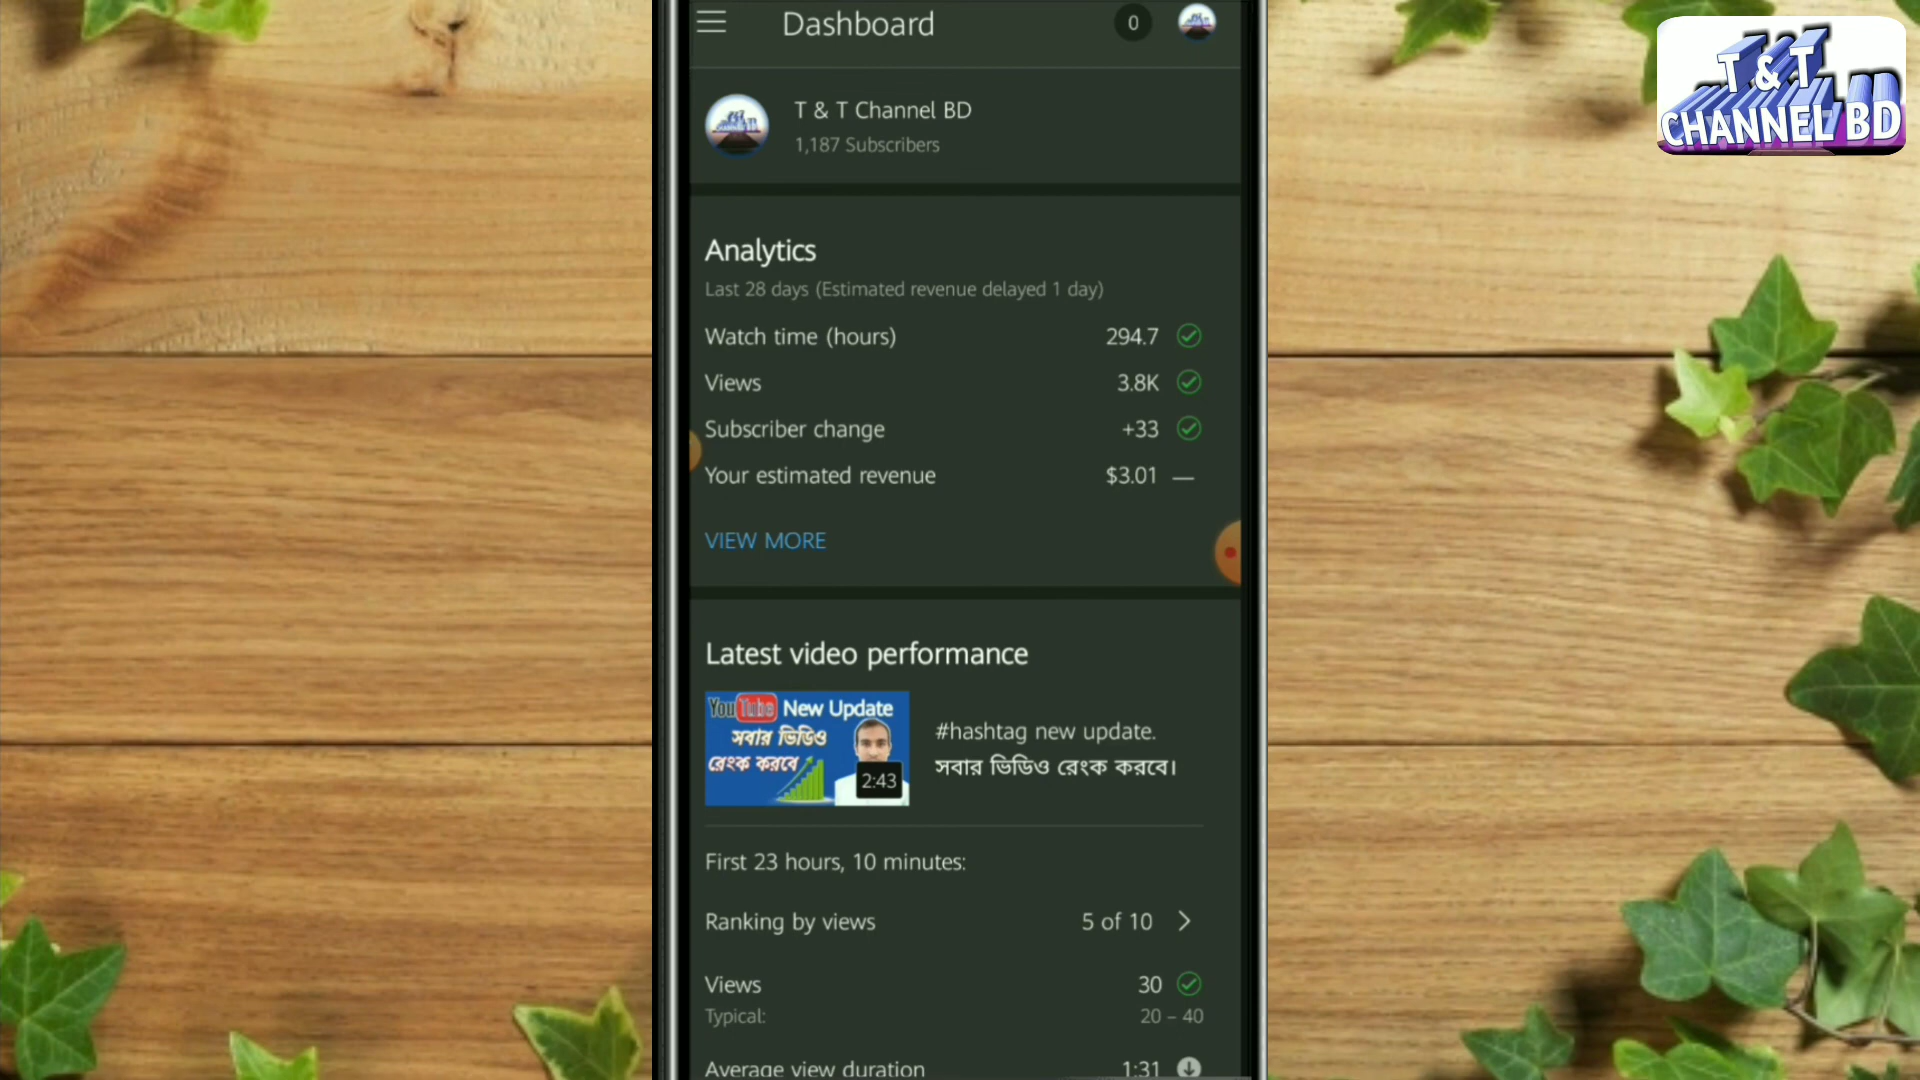 Dashboard 0
T & T
CHANNEL BD
T & T Channel BD
1,187 Subscribers
Analytics
Last 28 days (Estimated revenue delayed 1 day)
Watch time (hours) 294.7
Views 3.8K
Subscriber change +33
Your estimated revenue $3.01 —
VIEW MORE
Latest video performance
YouTube New Update
সবার ভিডিও
রেংক করবে
2:43
#hashtag new update.
সবার ভিডিও রেংক করবে।
First 23 hours, 10 minutes:
Ranking by views 5 of 10
Views 30
Typical: 20 – 40
Average view duration 1:31